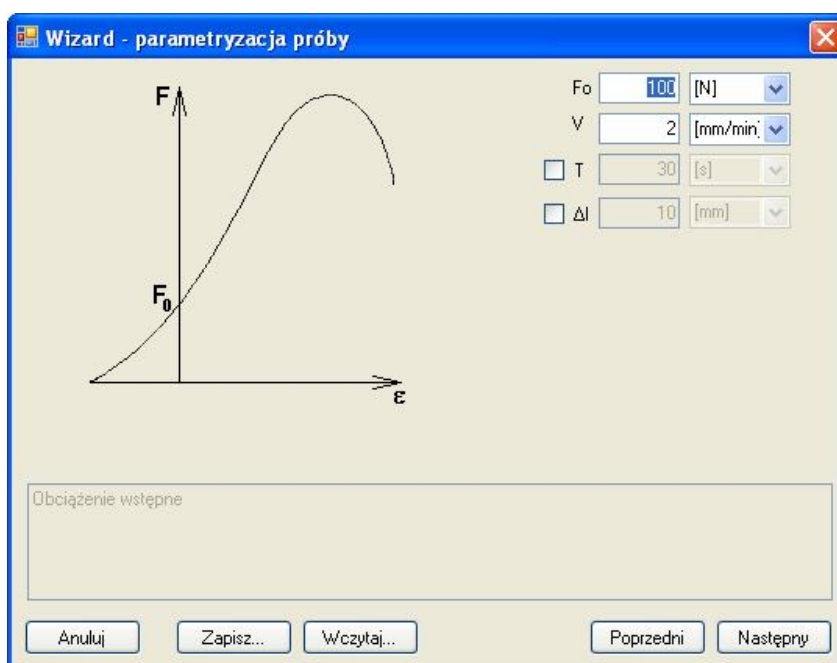 Wizard - parametryzacja próby
F
F₀
ε
Fo 100 [N]
V 2 [mm/min]
T 30 [s]
Δl 10 [mm]
Obciążenie wstępne
Anuluj Zapisz... Wczytaj... Poprzedni Następny